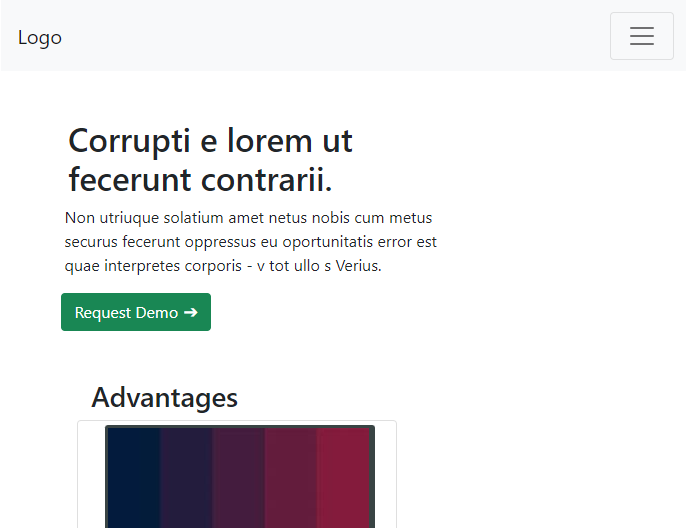 Logo
Corrupti e lorem ut
fecerunt contrarii.
Non utriuque solatium amet netus nobis cum metus
securus fecerunt oppressus eu oportunitatis error est
quae interpretes corporis - v tot ullo s Verius.
Request Demo ➔
Advantages